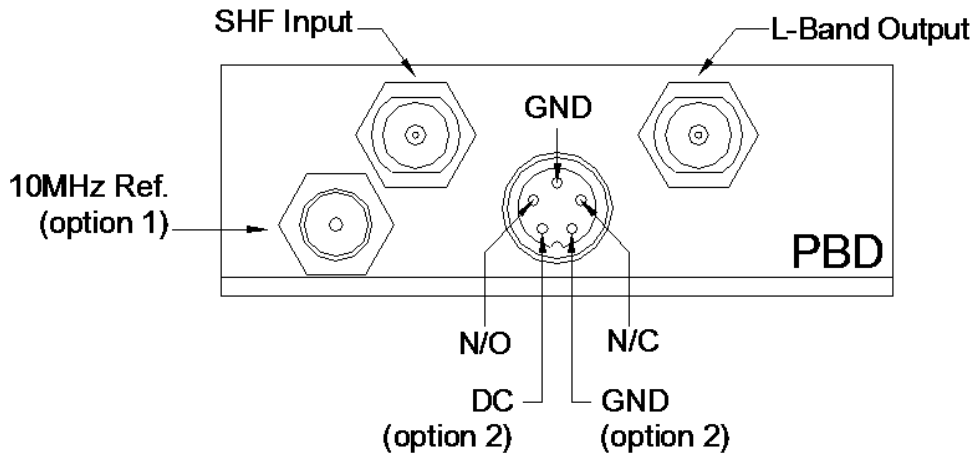 SHF Input
L-Band Output
GND
10MHz Ref.
(option 1)
PBD
N/O
N/C
DC
(option 2)
GND
(option 2)